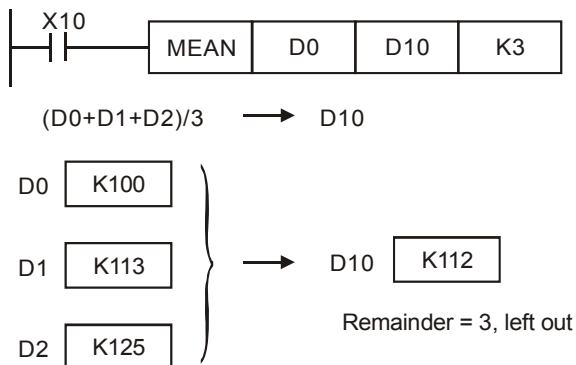 X10
MEAN D0 D10 K3
(D0+D1+D2)/3 D10
D0 K100
D1 K113 D10 K112
Remainder = 3, left out
D2 K125